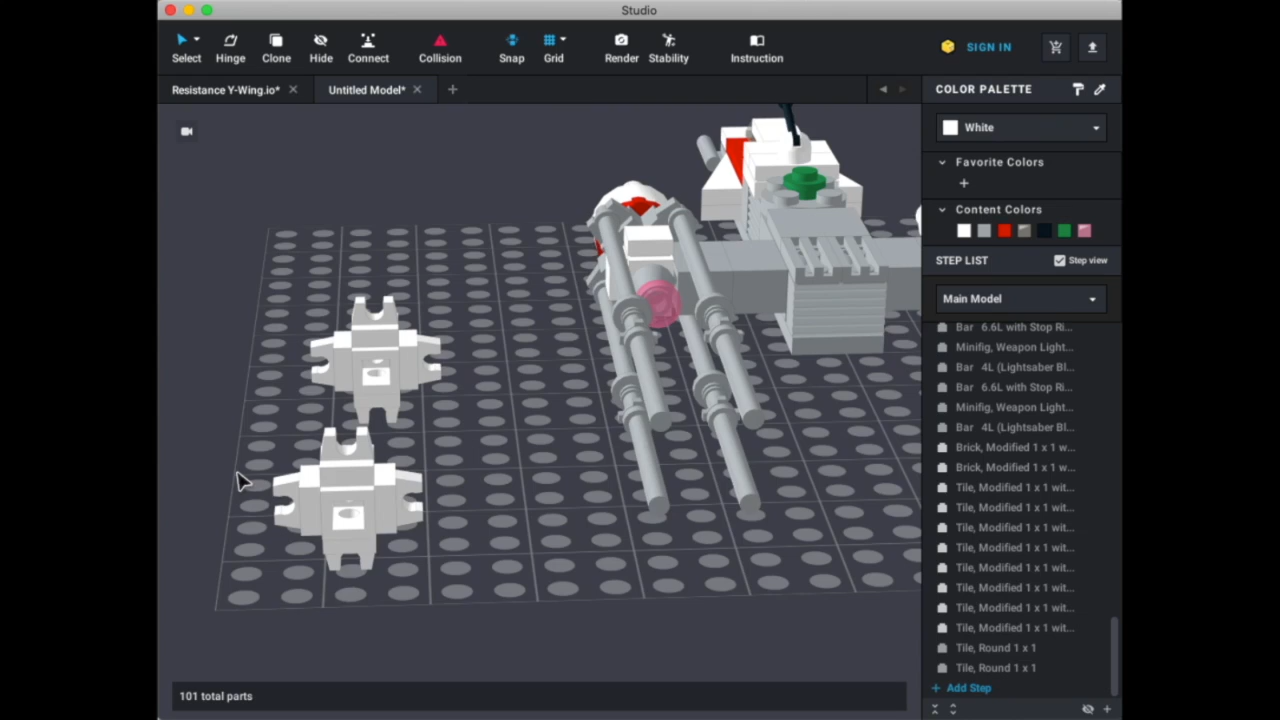 Studio
Select Hinge Clone Hide Connect Collision Snap Grid Render Stability Instruction SIGN IN
Resistance Y-Wing.io* Untitled Model*
COLOR PALETTE
White
Favorite Colors
Content Colors
STEP LIST Step view
Main Model
Bar 6.6L with Stop Ri...
Minifig, Weapon Light...
Bar 4L (Lightsaber Bl...
Bar 6.6L with Stop Ri...
Minifig, Weapon Light...
Bar 4L (Lightsaber Bl...
Brick, Modified 1 x 1 w...
Brick, Modified 1 x 1 w...
Tile, Modified 1 x 1 wit...
Tile, Modified 1 x 1 wit...
Tile, Modified 1 x 1 wit...
Tile, Modified 1 x 1 wit...
Tile, Modified 1 x 1 wit...
Tile, Modified 1 x 1 wit...
Tile, Modified 1 x 1 wit...
Tile, Modified 1 x 1 wit...
Tile, Round 1 x 1
Tile, Round 1 x 1
+ Add Step
101 total parts